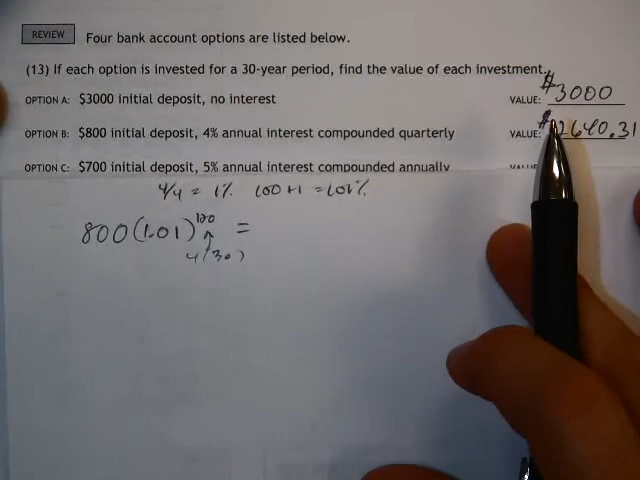 REVIEW Four bank account options are listed below.
(13) If each option is invested for a 30-year period, find the value of each investment.
OPTION A: $3000 initial deposit, no interest VALUE: $3000
OPTION B: $800 initial deposit, 4% annual interest compounded quarterly VALUE: $2640.31
OPTION C: $700 initial deposit, 5% annual interest compounded annually VALUE
4/4 = 1% 100+1 = 101%
800(1.01)^120 =
4(30)